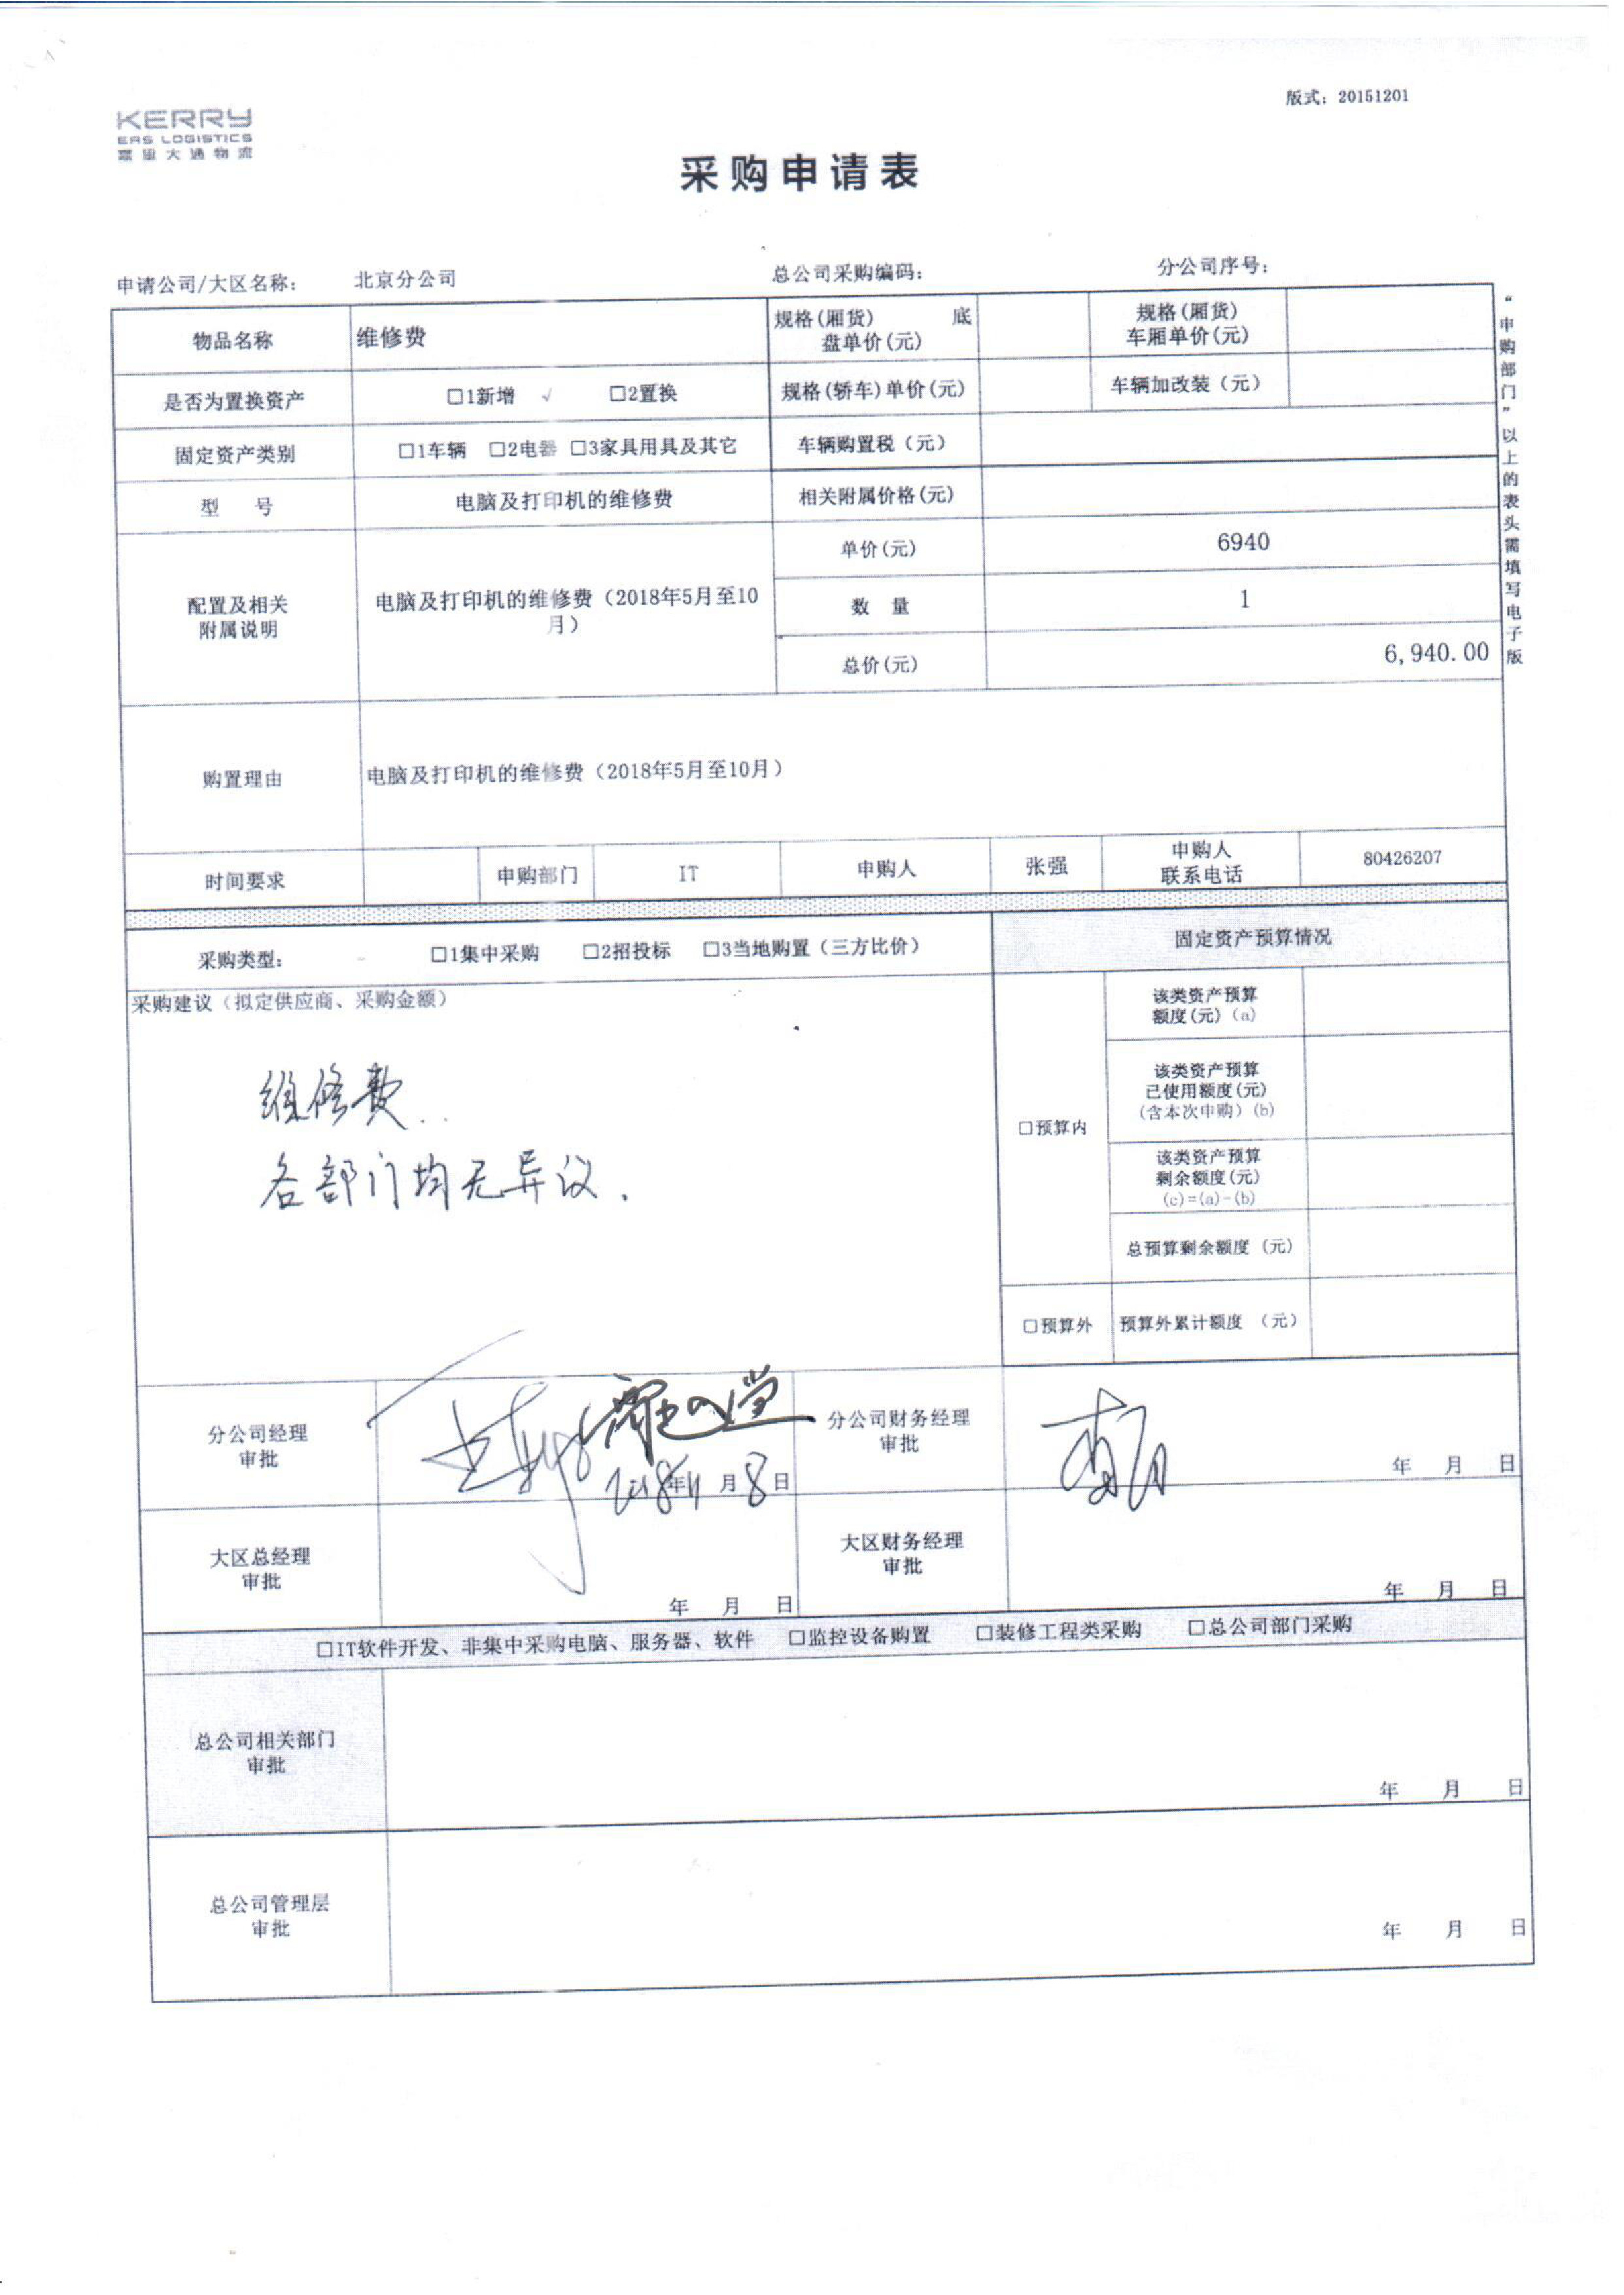 版式：20151201
KERRY
EAS LOGISTICS
嘉里大通物流
采购申请表
申请公司/大区名称： 北京分公司 总公司采购编码： 分公司序号：
物品名称 维修费 规格(厢货) 底盘单价(元) 规格(厢货) 车厢单价(元)
是否为置换资产 □1新增 √ □2置换 规格(轿车)单价(元) 车辆加改装（元）
固定资产类别 □1车辆 □2电器 □3家具用具及其它 车辆购置税（元）
型 号 电脑及打印机的维修费 相关附属价格(元)
配置及相关
附属说明
电脑及打印机的维修费（2018年5月至10
月）
单价(元) 6940
数 量 1
总价(元) 6,940.00
“申购部门”以上的表头需填写电子版
购置理由 电脑及打印机的维修费（2018年5月至10月）
时间要求 申购部门 IT 申购人 张强 申购人 联系电话 80426207
采购类型： □1集中采购 □2招投标 □3当地购置（三方比价） 固定资产预算情况
采购建议（拟定供应商、采购金额）
维修费
各部门均无异议.
□预算内
该类资产预算
额度(元)(a)
该类资产预算
已使用额度(元)
(含本次申购)(b)
该类资产预算
剩余额度(元)
(c)=(a)-(b)
总预算剩余额度（元）
□预算外 预算外累计额度（元）
分公司经理
审批
2018年11月8日
分公司财务经理
审批
年 月 日
大区总经理
审批
年 月 日
大区财务经理
审批
年 月 日
□IT软件开发、非集中采购电脑、服务器、软件 □监控设备购置 □装修工程类采购 □总公司部门采购
总公司相关部门
审批
年 月 日
总公司管理层
审批
年 月 日